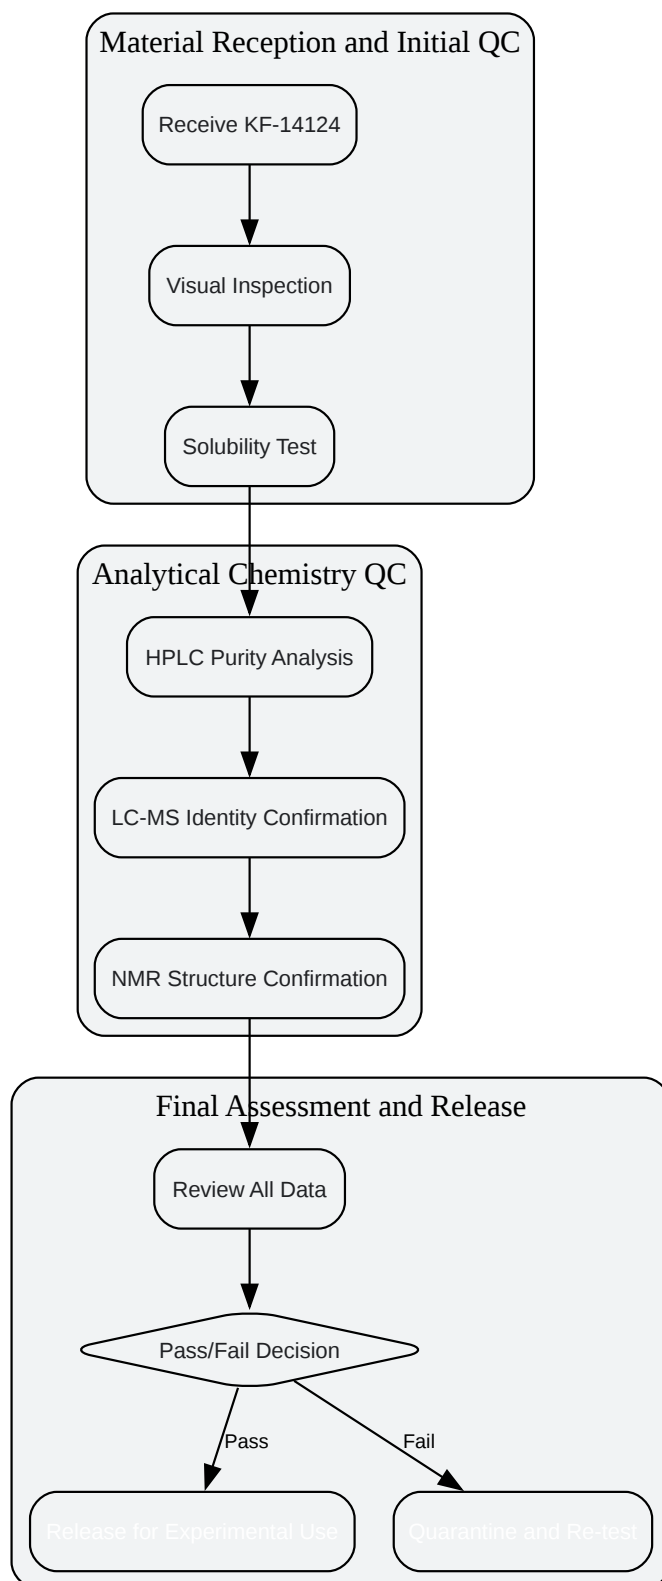 Material Reception and Initial QC
Receive KF-14124
Visual Inspection
Solubility Test
Analytical Chemistry QC
HPLC Purity Analysis
LC-MS Identity Confirmation
NMR Structure Confirmation
Final Assessment and Release
Review All Data
Pass/Fail Decision
Pass
Fail
Release for Experimental Use
Quarantine and Re-test